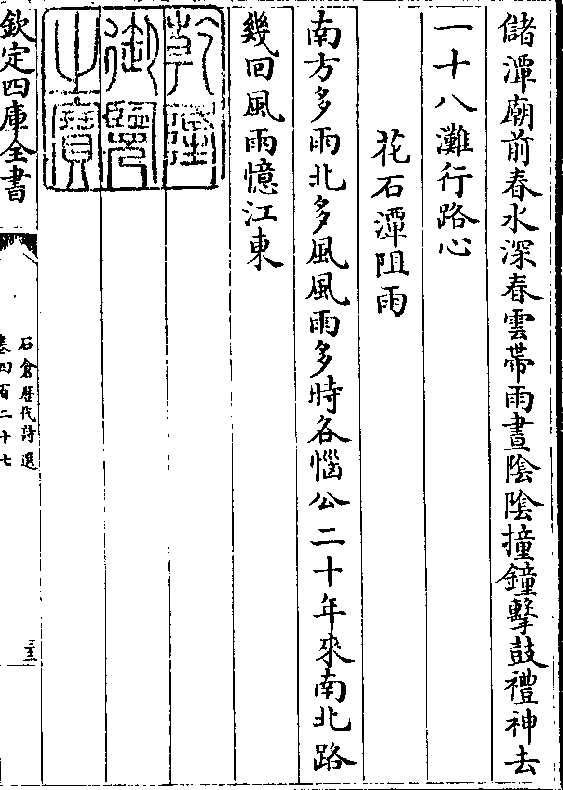 儲潭廟前春水深春雲帶雨晝陰陰撞鐘擊鼓禮神去
一十八灘行路心
花石潭阻雨
南方多雨北多風風雨多時各惱公二十年來南北路
幾回風雨憶江東
乾隆御覽之寶
欽定四庫全書
石倉歷代詩選
卷四百二十七